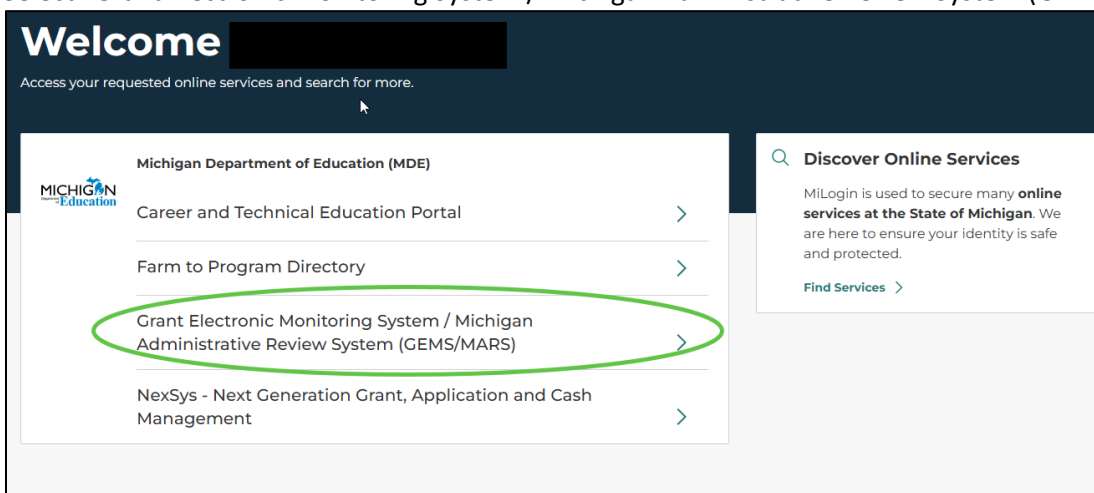 Welcome
Access your requested online services and search for more.
Michigan Department of Education (MDE)
MICHIGAN
Education
Career and Technical Education Portal
Farm to Program Directory
Grant Electronic Monitoring System / Michigan
Administrative Review System (GEMS/MARS)
NexSys - Next Generation Grant, Application and Cash
Management
Discover Online Services
MiLogin is used to secure many online
services at the State of Michigan. We
are here to ensure your identity is safe
and protected.
Find Services